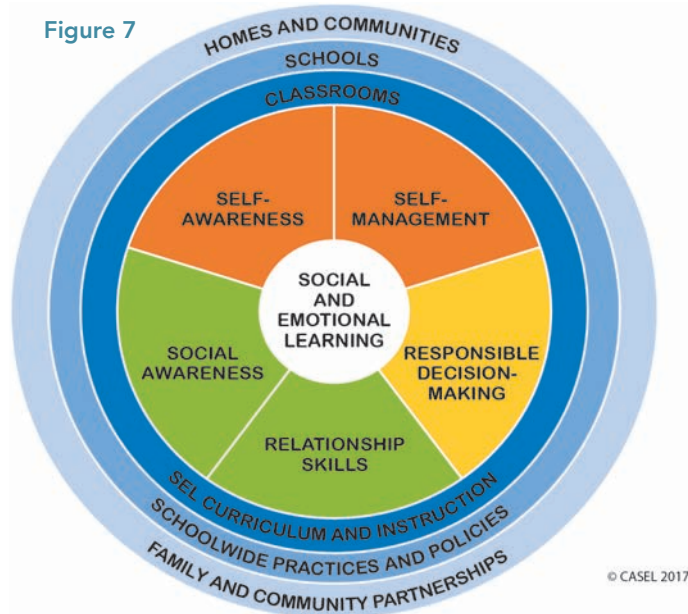 Figure 7
HOMES AND COMMUNITIES
SCHOOLS
CLASSROOMS
SELF-
AWARENESS
SELF-
MANAGEMENT
SOCIAL
AND
EMOTIONAL
LEARNING
SOCIAL
AWARENESS
RESPONSIBLE
DECISION-
MAKING
RELATIONSHIP
SKILLS
SEL CURRICULUM AND INSTRUCTION
SCHOOLWIDE PRACTICES AND POLICIES
FAMILY AND COMMUNITY PARTNERSHIPS
© CASEL 2017